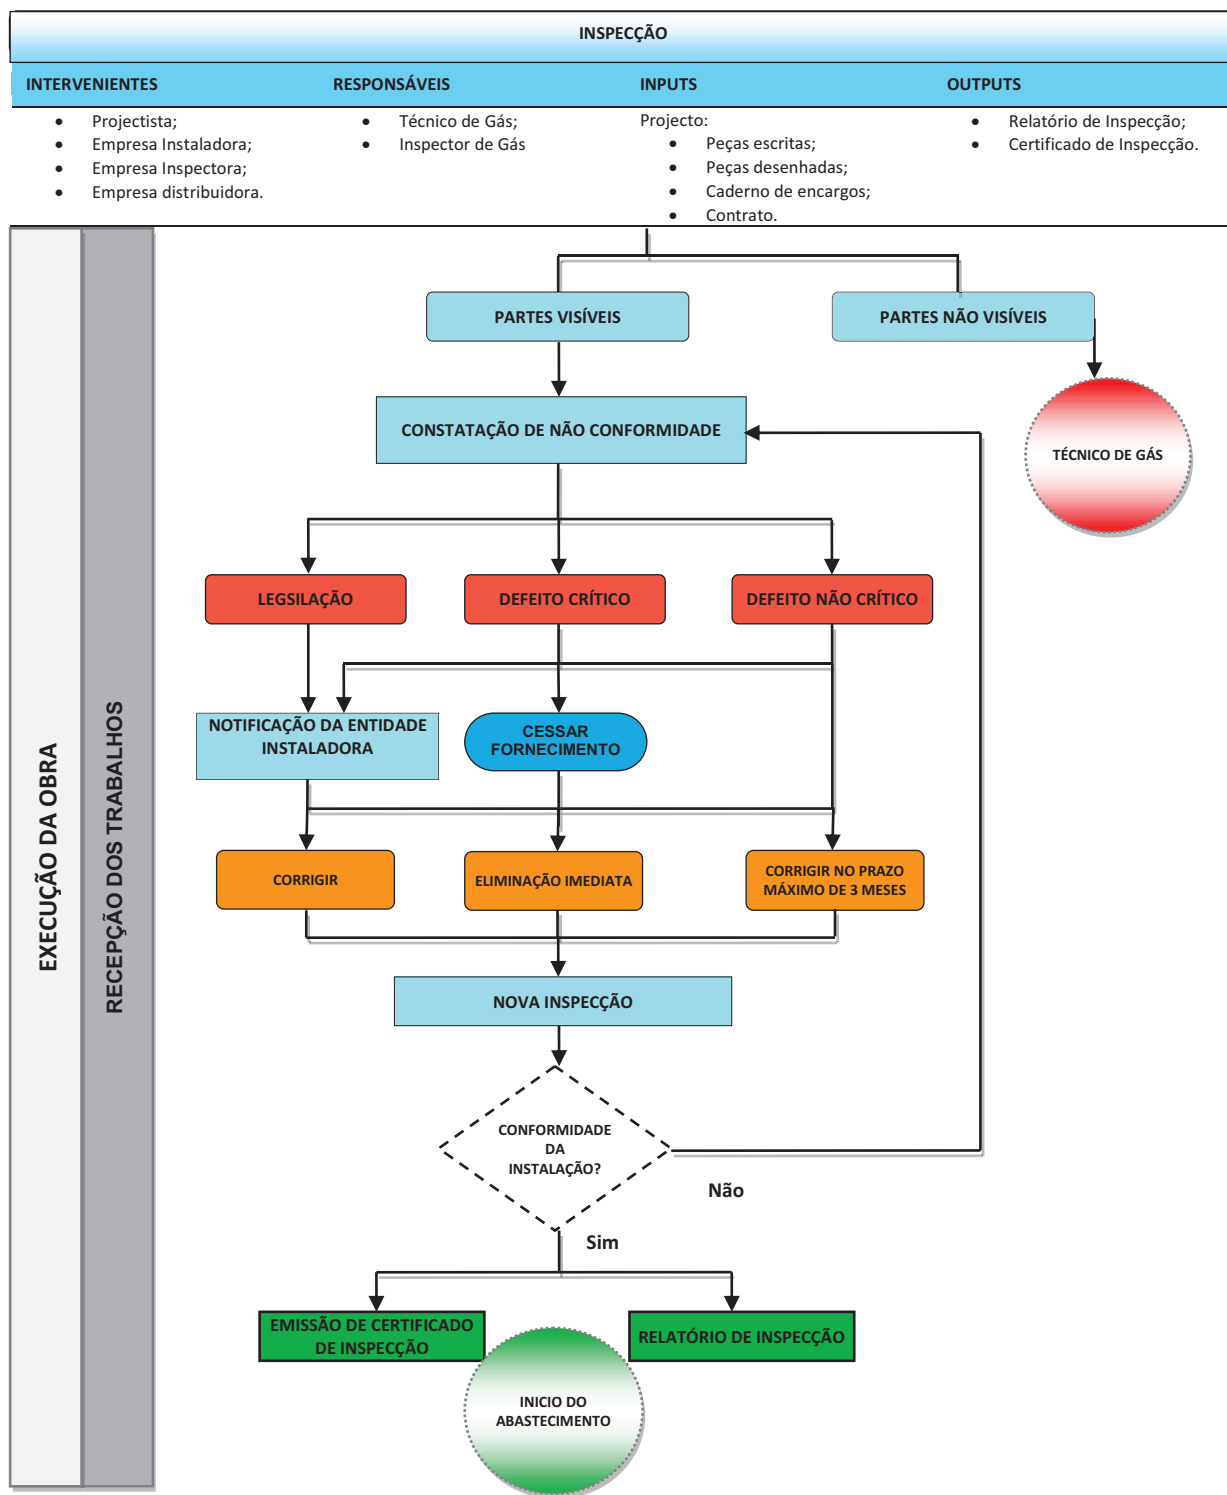 INSPECÇÃO
INTERVENIENTES
RESPONSÁVEIS
INPUTS
OUTPUTS
• Projectista;
• Empresa Instaladora;
• Empresa Inspectora;
• Empresa distribuidora.
• Técnico de Gás;
• Inspector de Gás
Projecto:
• Peças escritas;
• Peças desenhadas;
• Caderno de encargos;
• Contrato.
• Relatório de Inspecção;
• Certificado de Inspecção.
EXECUÇÃO DA OBRA
RECEPÇÃO DOS TRABALHOS
PARTES VISÍVEIS
PARTES NÃO VISÍVEIS
TÉCNICO DE GÁS
CONSTATAÇÃO DE NÃO CONFORMIDADE
LEGSILAÇÃO
DEFEITO CRÍTICO
DEFEITO NÃO CRÍTICO
NOTIFICAÇÃO DA ENTIDADE
INSTALADORA
CESSAR
FORNECIMENTO
CORRIGIR
ELIMINAÇÃO IMEDIATA
CORRIGIR NO PRAZO
MÁXIMO DE 3 MESES
NOVA INSPECÇÃO
CONFORMIDADE
DA
INSTALAÇÃO?
Não
Sim
EMISSÃO DE CERTIFICADO
DE INSPECÇÃO
RELATÓRIO DE INSPECÇÃO
INICIO DO
ABASTECIMENTO